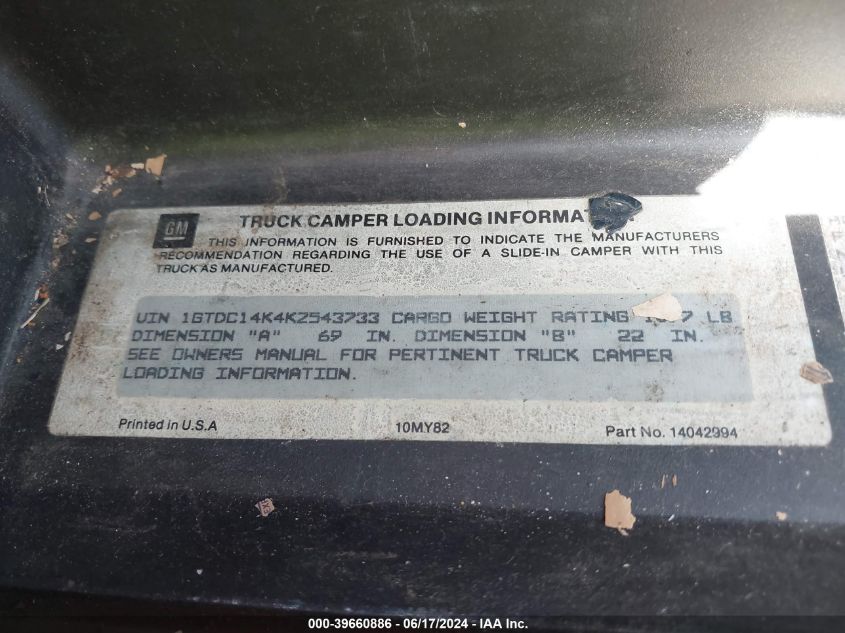 GM
TRUCK CAMPER LOADING
THIS INFORMATION IS FURNISHED TO INDICATE THE MANUFACTURERS
RECOMMENDATION REGARDING THE USE OF A SLIDE-IN CAMPER WITH THIS
TRUCK AS MANUFACTURED.
VIN 1GTDC14K4KZ543733 CARGO WEIGHT RATING LB
DIMENSION "A" 69 IN. DIMENSION "B" 22 IN.
SEE OWNERS MANUAL FOR PERTINENT TRUCK CAMPER
LOADING INFORMATION.
Printed in U.S.A
10MY82
Part No. 14042994
000-39660886 - 06/17/2024 - IAA Inc.